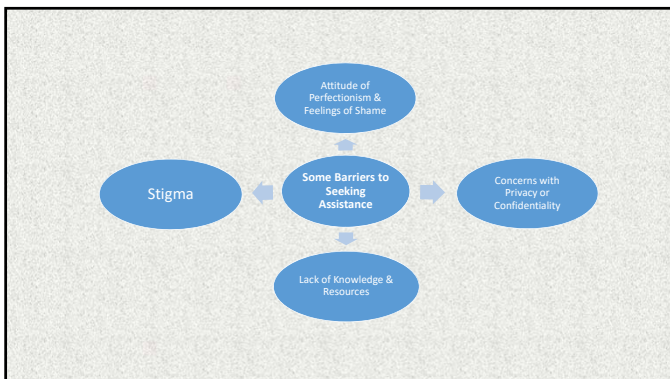 Attitude of
Perfectionism &
Feelings of Shame
Stigma
Some Barriers to
Seeking
Assistance
Concerns with
Privacy or
Confidentiality
Lack of Knowledge &
Resources